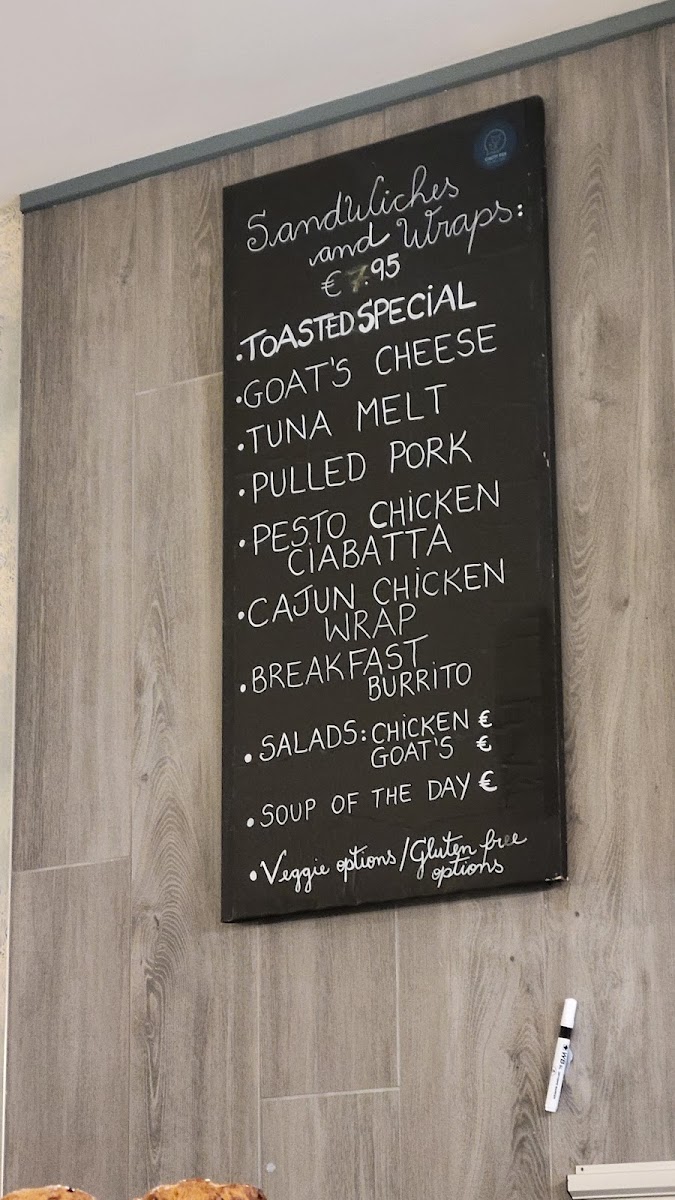 SandWiches
and Wraps:
€ 7.95
.TOASTED SPECiAL
.GOAT'S CHEESE
.TUNA MELT
.PULLED PORK
.PESTO CHiCKEN
CiABATTA
.CAJUN CHiCKEN
WRAP
.BREAKFAST
BURRiTO
.SALADS: CHiCKEN €
GOAT'S €
.SOUP OF THE DAY €
.Veggie options/Gluten free
options